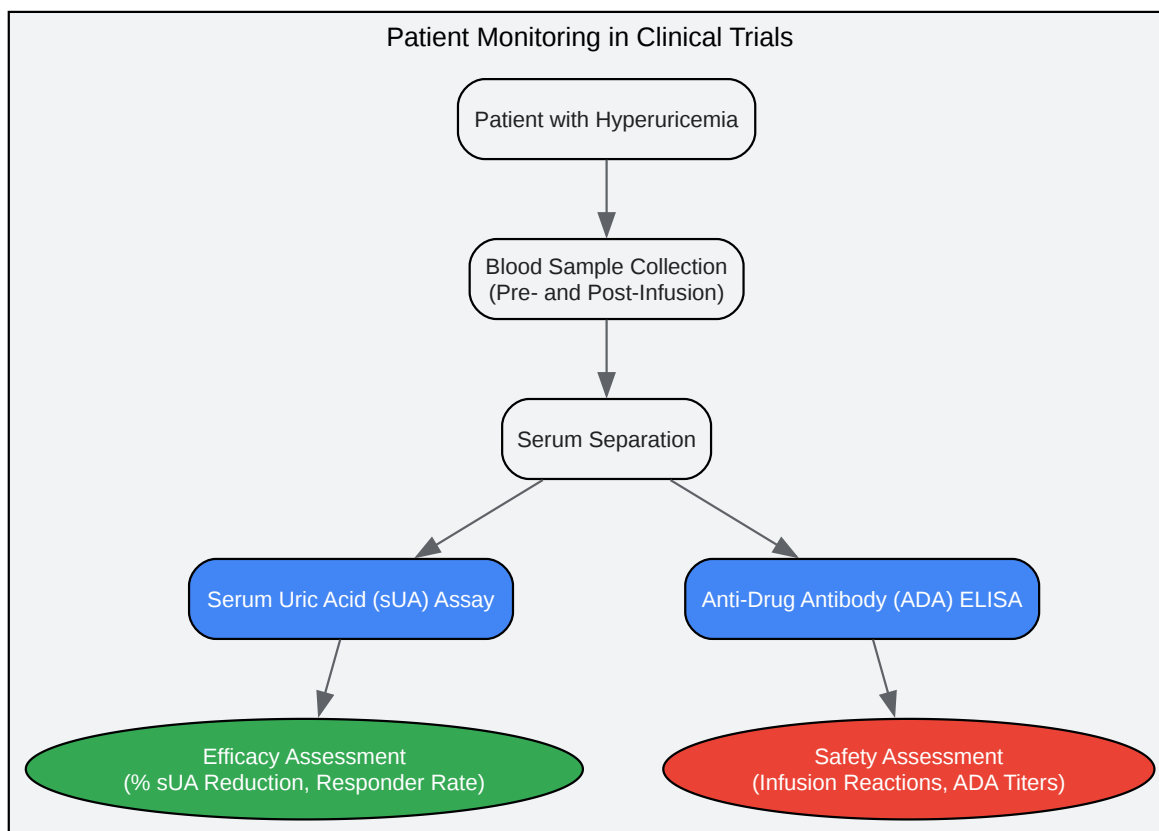 Patient Monitoring in Clinical Trials
Patient with Hyperuricemia
Blood Sample Collection
(Pre- and Post-Infusion)
Serum Separation
Serum Uric Acid (sUA) Assay
Anti-Drug Antibody (ADA) ELISA
Efficacy Assessment
(% sUA Reduction, Responder Rate)
Safety Assessment
(Infusion Reactions, ADA Titers)